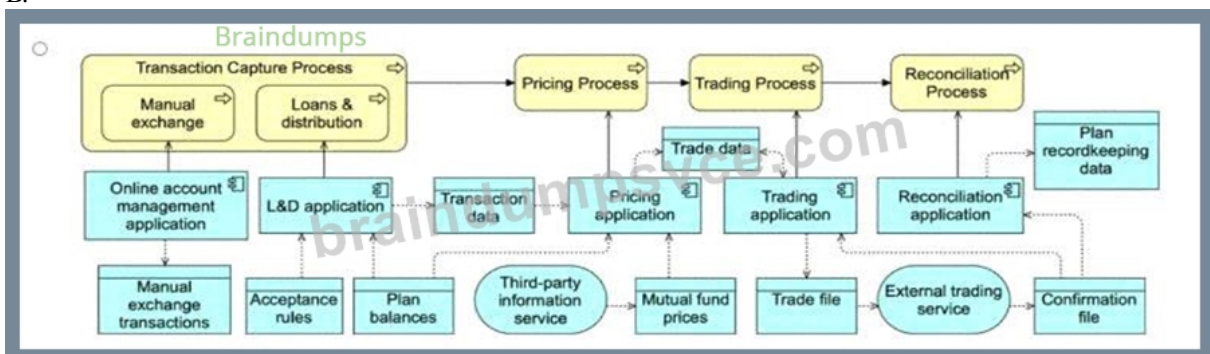 B.
Braindumps
Transaction Capture Process
Manual
exchange
Loans &
distribution
Pricing Process
Trading Process
Reconciliation
Process
Trade data
Plan
recordkeeping
data
Online account
management
application
L&D application
Transaction
data
Pricing
application
Trading
application
Reconciliation
application
braindumpsvce.com
Manual
exchange
transactions
Acceptance
rules
Plan
balances
Third-party
information
service
Mutual fund
prices
Trade file
External trading
service
Confirmation
file